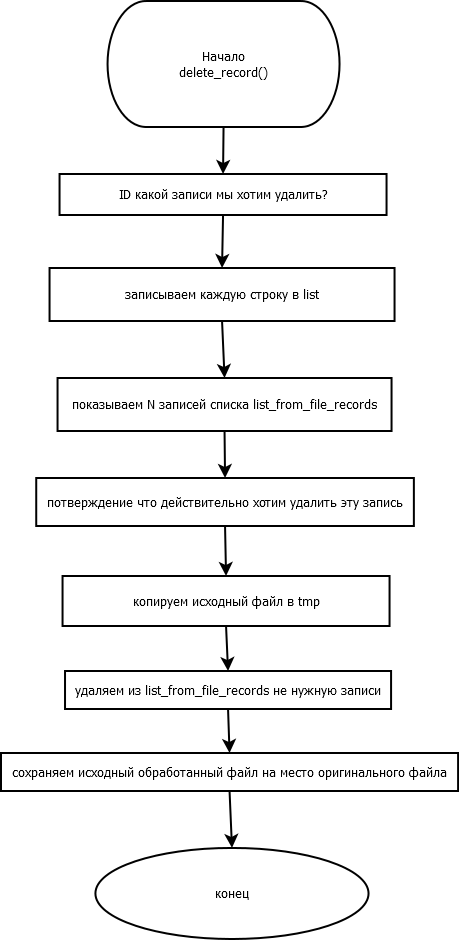 Начало
delete_record()
ID какой записи мы хотим удалить?
записываем каждую строку в list
показываем N записей списка list_from_file_records
потверждение что действительно хотим удалить эту запись
копируем исходный файл в tmp
удаляем из list_from_file_records не нужную записи
сохраняем исходный обработанный файл на место оригинального файла
конец